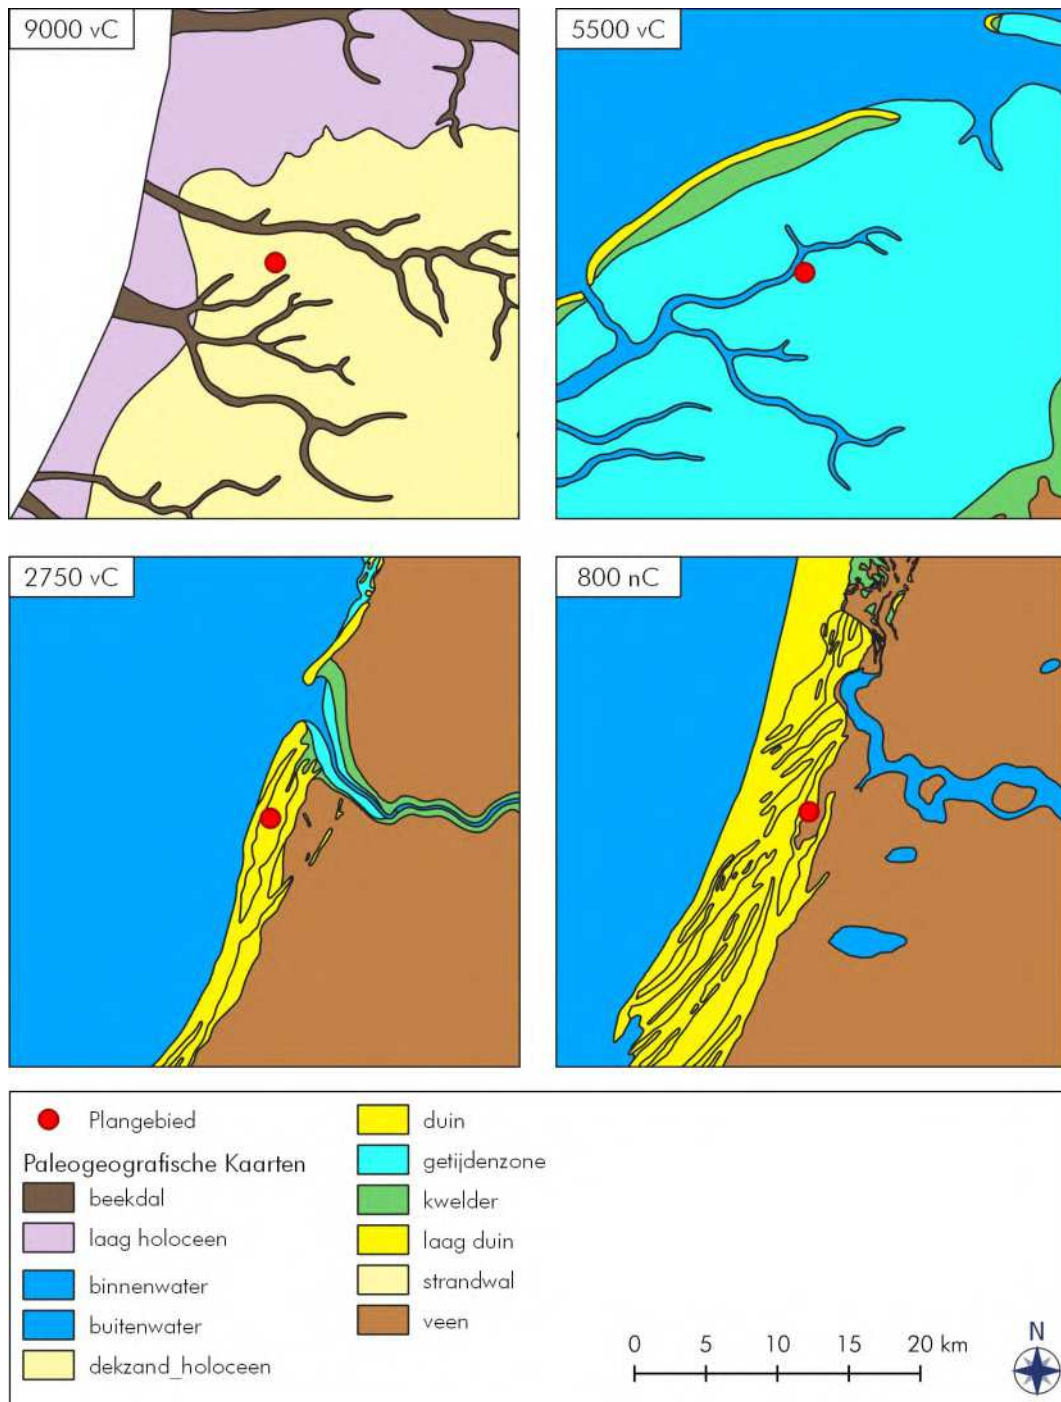 9000 vC
5500 vC
2750 vC
800 nC
Plangebied
Paleogeografische Kaarten
beekdal
laag holoceen
binnenwater
buitenwater
dekzand_holoceen
duin
getijdenzone
kwelder
laag duin
strandwal
veen
0 5 10 15 20 km
N